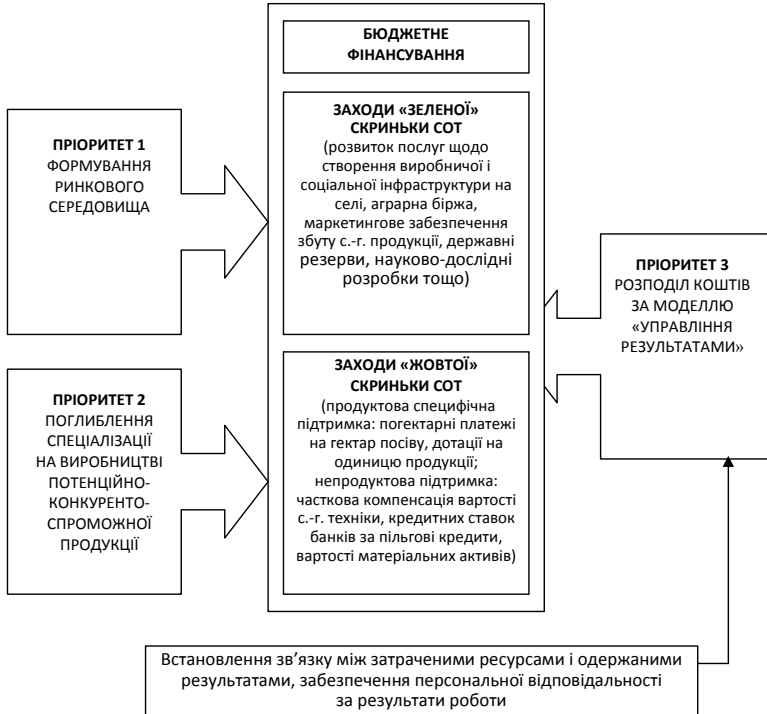 БЮДЖЕТНЕ
ФІНАНСУВАННЯ
ПРІОРИТЕТ 1
ФОРМУВАННЯ
РИНКОВОГО
СЕРЕДОВИЩА
ЗАХОДИ «ЗЕЛЕНОЇ»
СКРИНЬКИ СОТ
(розвиток послуг щодо
створення виробничої і
соціальної інфраструктури на
селі, аграрна біржа,
маркетингове забезпечення
збуту с.-г. продукції, державні
резерви, науково-дослідні
розробки тощо)
ПРІОРИТЕТ 2
ПОГЛИБЛЕННЯ
СПЕЦІАЛІЗАЦІЇ
НА ВИРОБНИЦТВІ
ПОТЕНЦІЙНО-
КОНКУРЕНТО-
СПРОМОЖНОЇ
ПРОДУКЦІЇ
ЗАХОДИ «ЖОВТОЇ»
СКРИНЬКИ СОТ
(продуктова специфічна
підтримка: погектарні платежі
на гектар посіву, дотації на
одиницю продукції;
непродуктова підтримка:
часткова компенсація вартості
с.-г. техніки, кредитних ставок
банків за пільгові кредити,
вартості матеріальних активів)
ПРІОРИТЕТ 3
РОЗПОДІЛ КОШТІВ
ЗА МОДЕЛЛЮ
«УПРАВЛІННЯ
РЕЗУЛЬТАТАМИ»
Встановлення зв’язку між затраченими ресурсами і одержаними
результатами, забезпечення персональної відповідальності
за результати роботи